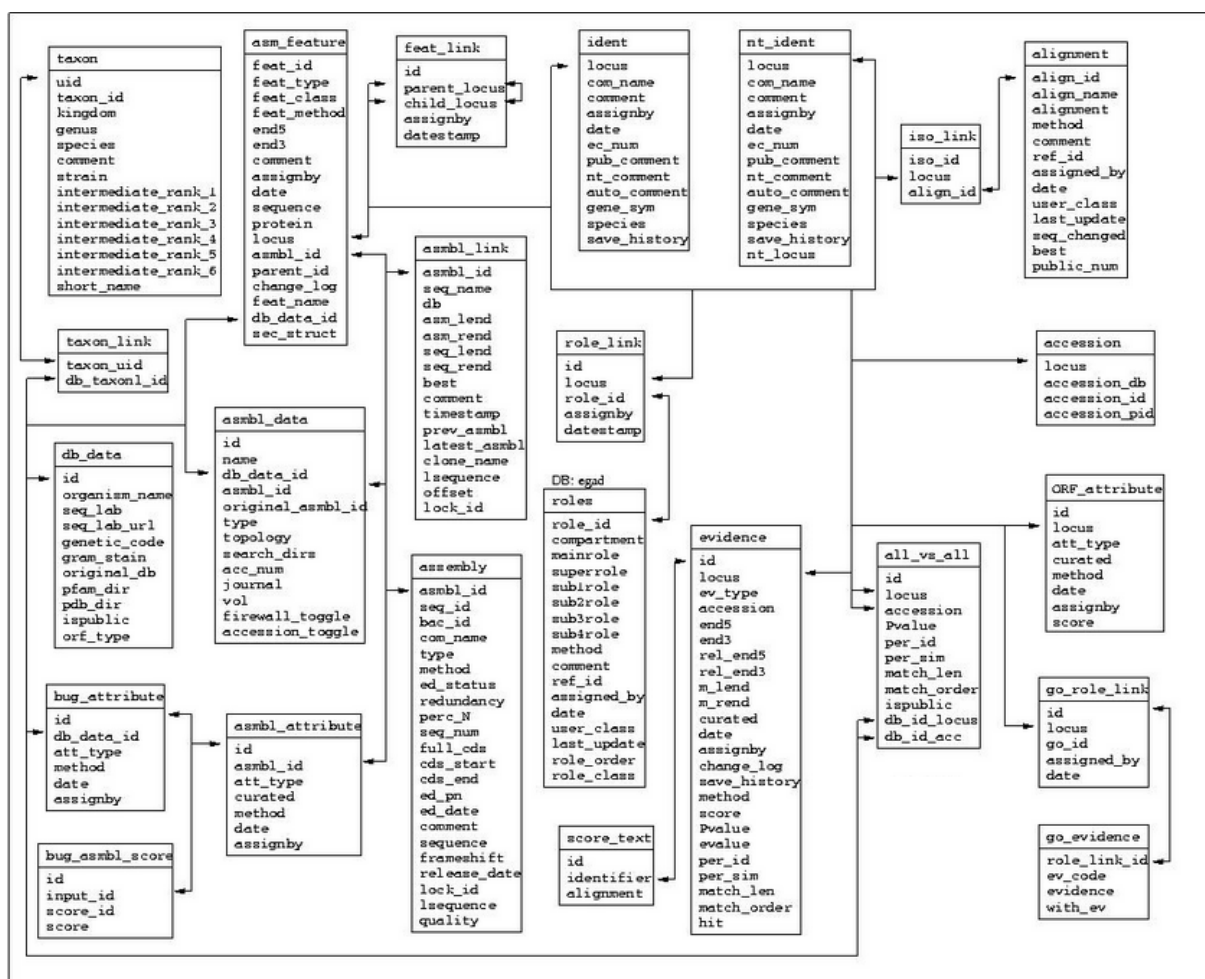 taxon
uid
taxon_id
kingdom
genus
species
comment
strain
intermediate_rank_1
intermediate_rank_2
intermediate_rank_3
intermediate_rank_4
intermediate_rank_5
intermediate_rank_6
short_name
asm_feature
feat_id
feat_type
feat_class
feat_method
end5
end3
comment
assignby
date
sequence
protein
locus
asmbl_id
parent_id
change_log
feat_name
db_data_id
sec_struct
feat_link
id
parent_locus
child_locus
assignby
datestamp
ident
locus
com_name
comment
assignby
date
ec_num
pub_comment
nt_comment
auto_comment
gene_sym
species
save_history
nt_ident
locus
com_name
comment
assignby
date
ec_num
pub_comment
nt_comment
auto_comment
gene_sym
species
save_history
nt_locus
iso_link
iso_id
locus
align_id
alignment
align_id
align_name
alignment
method
comment
ref_id
assigned_by
date
user_class
last_update
seq_changed
best
public_num
taxon_link
taxon_uid
db_taxonl_id
asmbl_link
asmbl_id
seq_name
db
asm_lend
asm_rend
seq_lend
seq_rend
best
comment
timestamp
prev_asmbl
latest_asmbl
clone_name
lsequence
offset
lock_id
role_link
id
locus
role_id
assignby
datestamp
accession
locus
accession_db
accession_id
accession_pid
db_data
id
organism_name
seq_lab
seq_lab_url
genetic_code
gram_stain
original_db
pfam_dir
pdb_dir
ispublic
orf_type
asmbl_data
id
name
db_data_id
asmbl_id
original_asmbl_id
type
topology
search_dirs
acc_num
journal
vol
firewall_toggle
accession_toggle
DB: egad
roles
role_id
compartment
mainrole
superrole
sub1role
sub2role
sub3role
sub4role
method
comment
ref_id
assigned_by
date
user_class
last_update
role_order
role_class
evidence
id
locus
ev_type
accession
end5
end3
rel_end5
rel_end3
m_lend
m_rend
curated
date
assignby
change_log
save_history
method
score
Pvalue
evalue
per_id
per_sim
match_len
match_order
hit
all_vs_all
id
locus
accession
Pvalue
per_id
per_sim
match_len
match_order
ispublic
db_id_locus
db_id_acc
ORF_attribute
id
locus
att_type
curated
method
date
assignby
score
assembly
asmbl_id
seq_id
bac_id
com_name
type
method
ed_status
redundancy
perc_N
seq_num
full_cds
cds_start
cds_end
ed_pn
ed_date
comment
sequence
frameshift
release_date
lock_id
lsequence
quality
bug_attribute
id
db_data_id
att_type
method
date
assignby
asmbl_attribute
id
asmbl_id
att_type
curated
method
date
assignby
go_role_link
id
locus
go_id
assigned_by
date
bug_asmbl_score
id
input_id
score_id
score
score_text
id
identifier
alignment
go_evidence
role_link_id
ev_code
evidence
with_ev